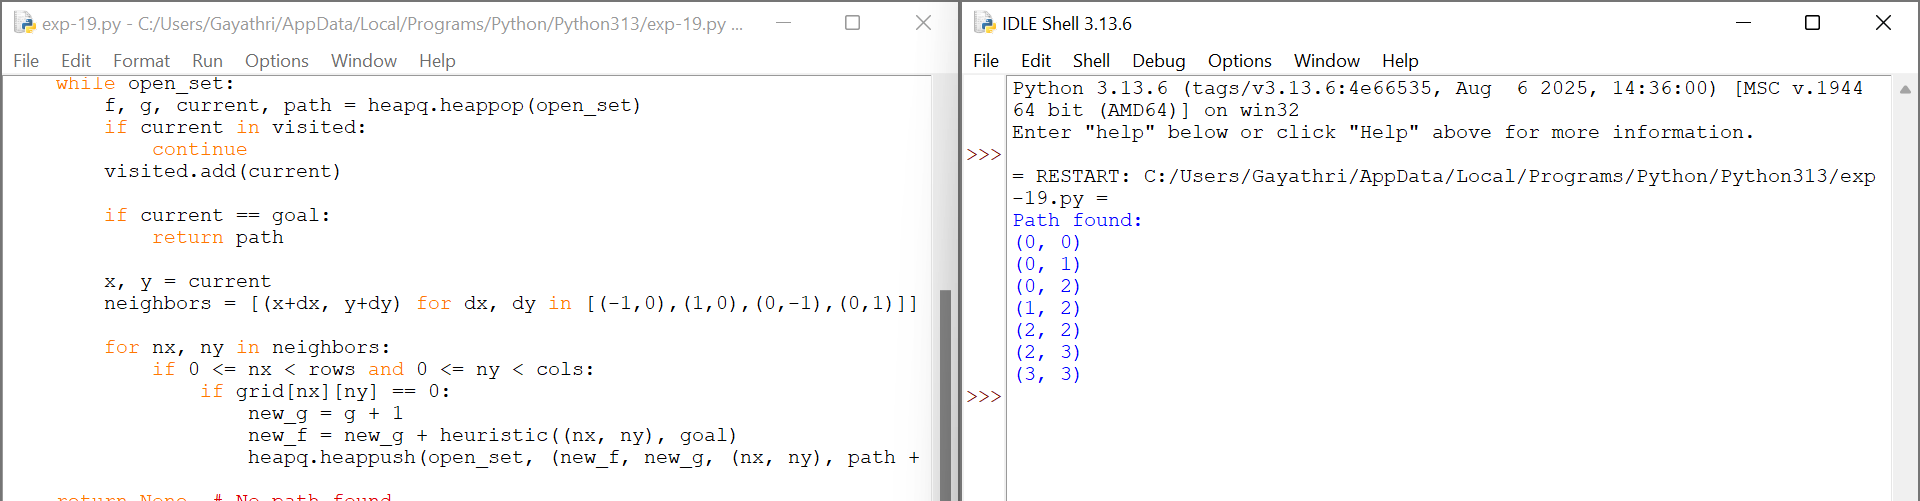 exp-19.py - C:/Users/Gayathri/AppData/Local/Programs/Python/Python313/exp-19.py ...
File Edit Format Run Options Window Help
while open_set:
        f, g, current, path = heapq.heappop(open_set)
        if current in visited:
            continue
        visited.add(current)
        if current == goal:
            return path
        x, y = current
        neighbors = [(x+dx, y+dy) for dx, dy in [(-1,0),(1,0),(0,-1),(0,1)]]
        for nx, ny in neighbors:
            if 0 <= nx < rows and 0 <= ny < cols:
                if grid[nx][ny] == 0:
                    new_g = g + 1
                    new_f = new_g + heuristic((nx, ny), goal)
                    heapq.heappush(open_set, (new_f, new_g, (nx, ny), path +
    return None  # No path found
IDLE Shell 3.13.6
File Edit Shell Debug Options Window Help
Python 3.13.6 (tags/v3.13.6:4e66535, Aug  6 2025, 14:36:00) [MSC v.1944
64 bit (AMD64)] on win32
Enter "help" below or click "Help" above for more information.
>>>
= RESTART: C:/Users/Gayathri/AppData/Local/Programs/Python/Python313/exp
-19.py =
Path found:
(0, 0)
(0, 1)
(0, 2)
(1, 2)
(2, 2)
(2, 3)
(3, 3)
>>>